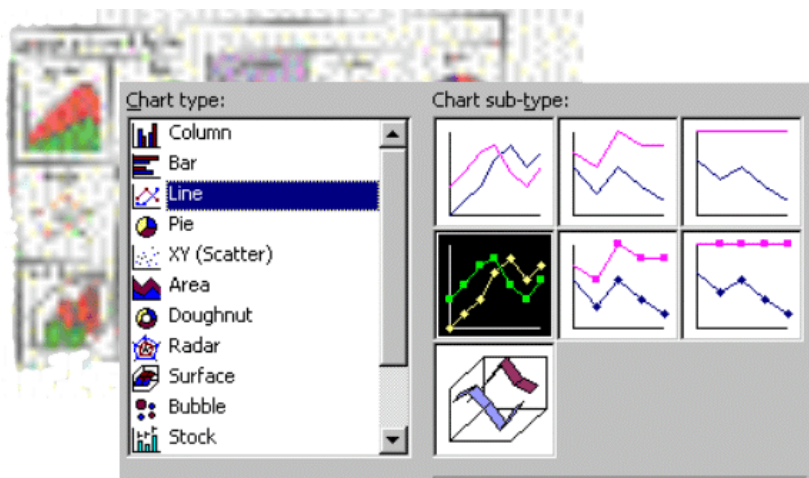 Chart type:
Column
Bar
Line
Pie
XY (Scatter)
Area
Doughnut
Radar
Surface
Bubble
Stock
Chart sub-type: